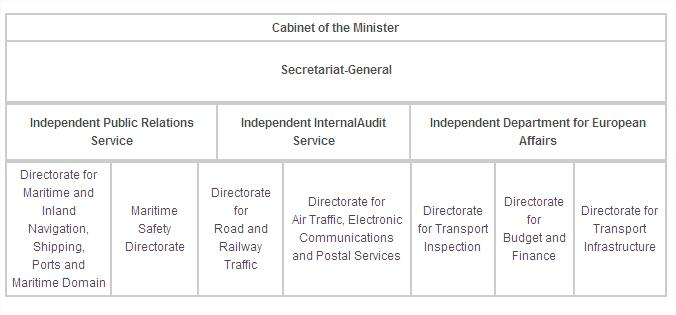 Cabinet of the Minister
Secretariat-General
Independent Public Relations
Service
Independent InternalAudit
Service
Independent Department for European
Affairs
Directorate for
Maritime and
Inland
Navigation,
Shipping,
Ports and
Maritime Domain
Maritime
Safety
Directorate
Directorate
for
Road and
Railway
Traffic
Directorate for
Air Traffic, Electronic
Communications
and Postal Services
Directorate
for Transport
Inspection
Directorate
for
Budget and
Finance
Directorate for
Transport
Infrastructure